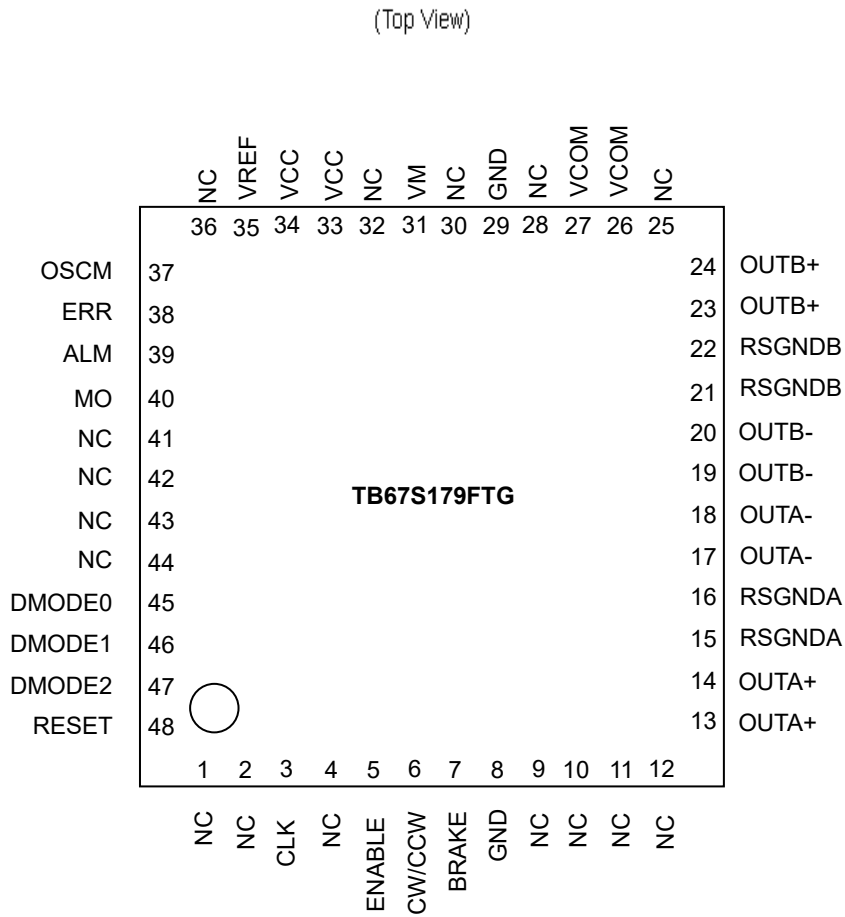 (Top View)
NC
VREF
VCC
VCC
NC
VM
NC
GND
NC
VCOM
VCOM
NC
36 35 34 33 32 31 30 29 28 27 26 25
OSCM 37
ERR 38
ALM 39
MO 40
NC 41
NC 42
NC 43
NC 44
DMODE0 45
DMODE1 46
DMODE2 47
RESET 48
TB67S179FTG
24 OUTB+
23 OUTB+
22 RSGNDB
21 RSGNDB
20 OUTB-
19 OUTB-
18 OUTA-
17 OUTA-
16 RSGNDA
15 RSGNDA
14 OUTA+
13 OUTA+
1 2 3 4 5 6 7 8 9 10 11 12
NC
NC
CLK
NC
ENABLE
CW/CCW
BRAKE
GND
NC
NC
NC
NC